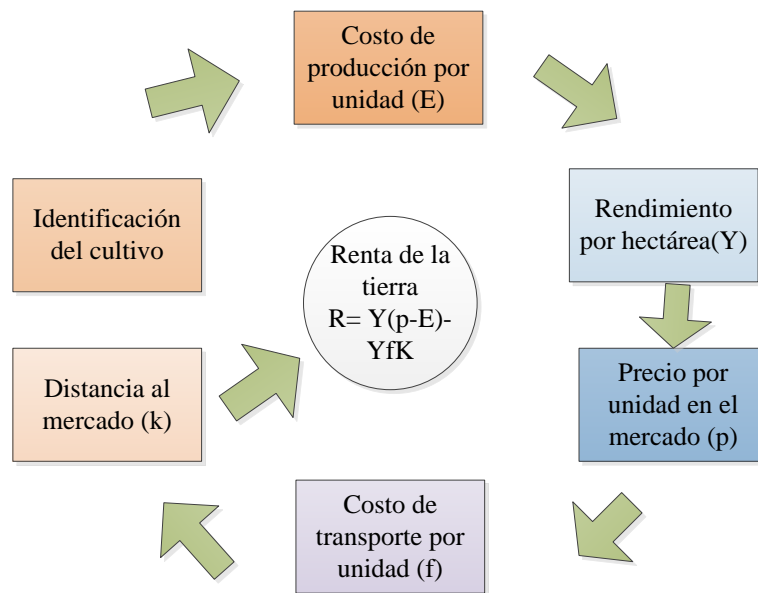 Costo de
producción por
unidad (E)
Identificación
del cultivo
Rendimiento
por hectárea(Y)
Renta de la
tierra
R= Y(p-E)-
YfK
Distancia al
mercado (k)
Precio por
unidad en el
mercado (p)
Costo de
transporte por
unidad (f)